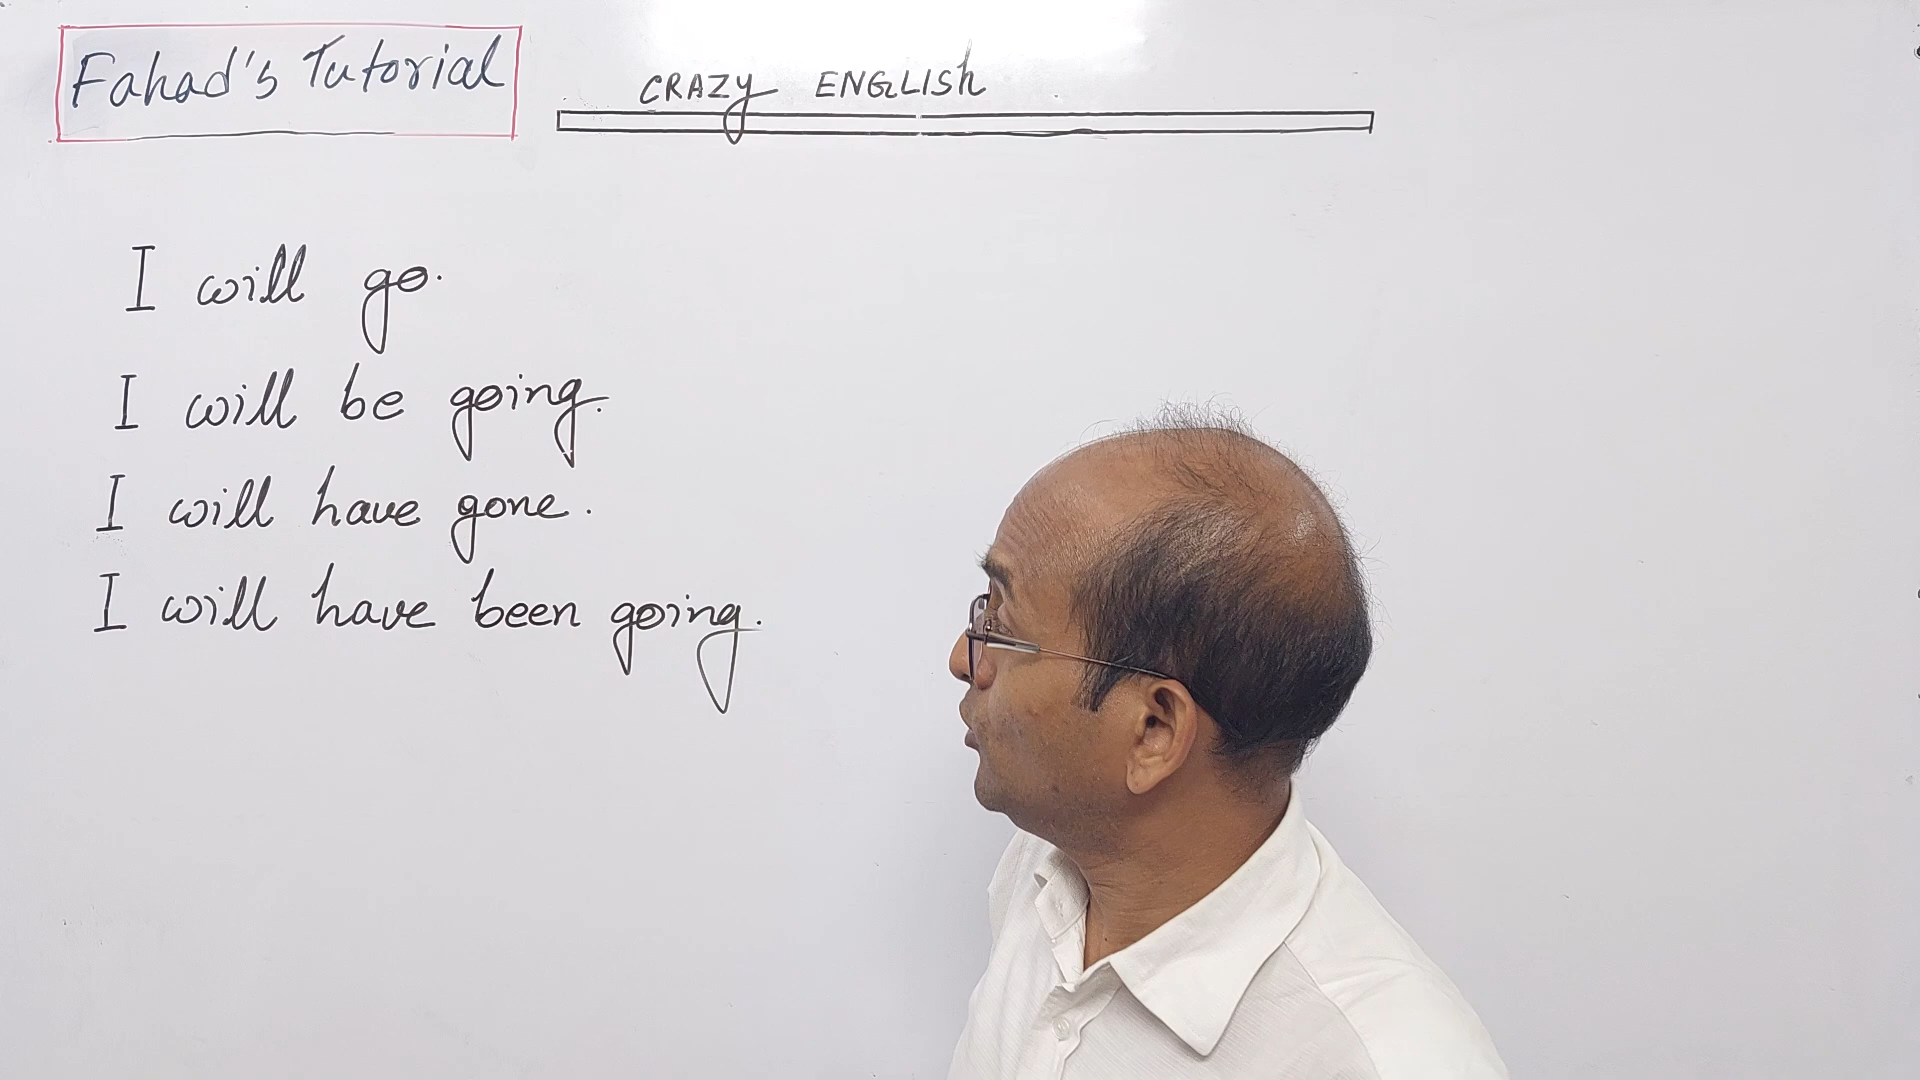 Fahad's Tutorial
CRAZY ENGLISh
I will go.
I will be going.
I will have gone.
I will have been going.